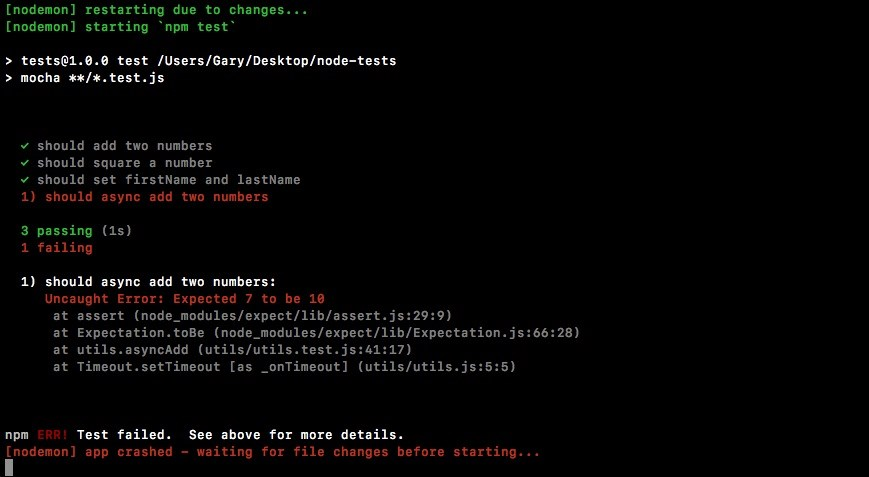 [nodemon] restarting due to changes...
[nodemon] starting `npm test`
> tests@1.0.0 test /Users/Gary/Desktop/node-tests
> mocha **/*.test.js
✓ should add two numbers
✓ should square a number
✓ should set firstName and lastName
1) should async add two numbers
3 passing (1s)
1 failing
1) should async add two numbers:
Uncaught Error: Expected 7 to be 10
at assert (node_modules/expect/lib/assert.js:29:9)
at Expectation.toBe (node_modules/expect/lib/Expectation.js:66:28)
at utils.asyncAdd (utils/utils.test.js:41:17)
at Timeout.setTimeout [as _onTimeout] (utils/utils.js:5:5)
npm ERR! Test failed.  See above for more details.
[nodemon] app crashed - waiting for file changes before starting...